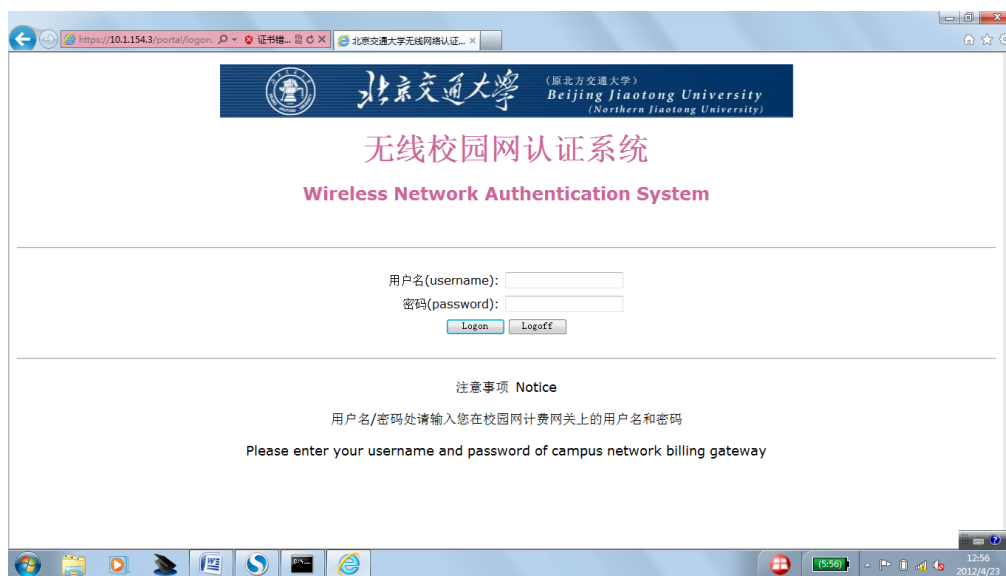 https://10.1.154.3/portal/logon. 证书错... 北京交通大学无线网络认证...
北京交通大学
(原北方交通大学)
Beijing Jiaotong University
(Northern Jiaotong University)
无线校园网认证系统
Wireless Network Authentication System
用户名(username):
密码(password):
Logon Logoff
注意事项 Notice
用户名/密码处请输入您在校园网计费网关上的用户名和密码
Please enter your username and password of campus network billing gateway
(5:56)
12:56
2012/4/23